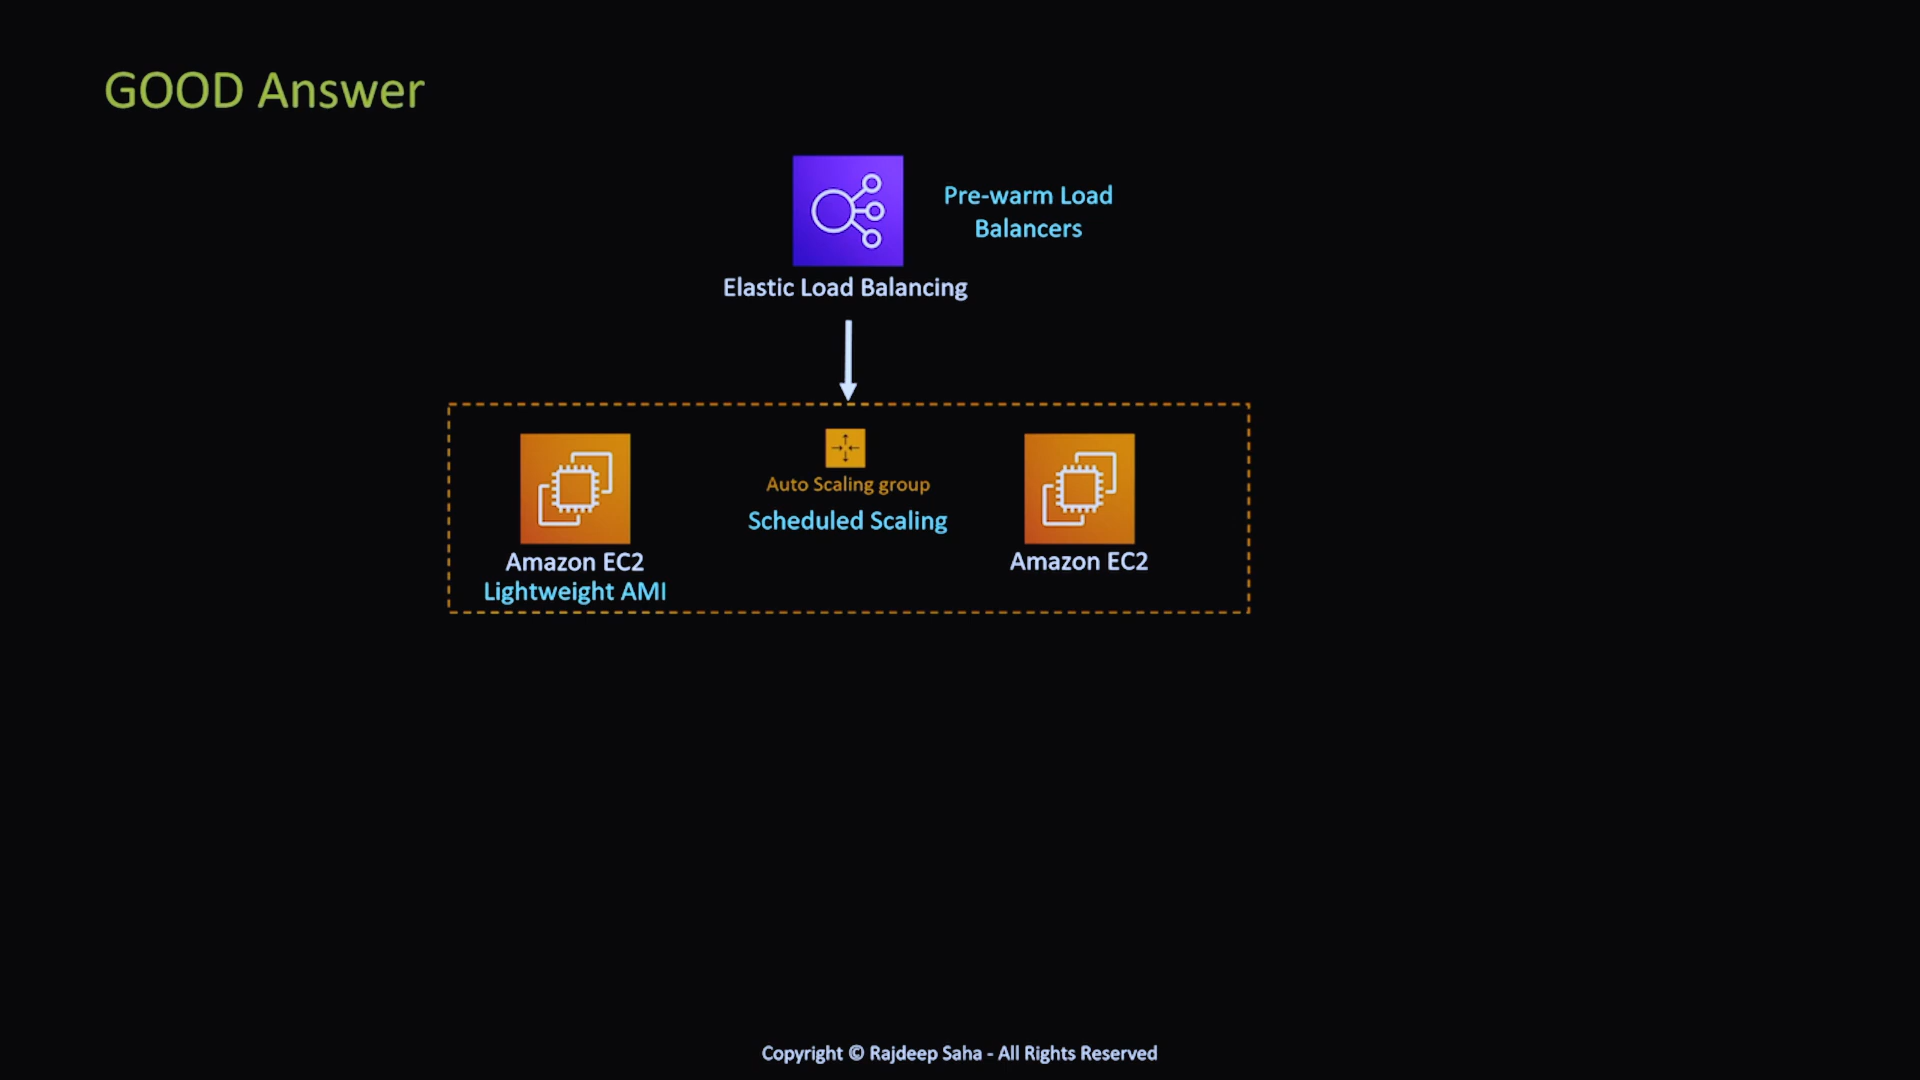 GOOD Answer
Pre-warm Load
Balancers
Elastic Load Balancing
Auto Scaling group
Scheduled Scaling
Amazon EC2
Lightweight AMI
Amazon EC2
Copyright © Rajdeep Saha - All Rights Reserved